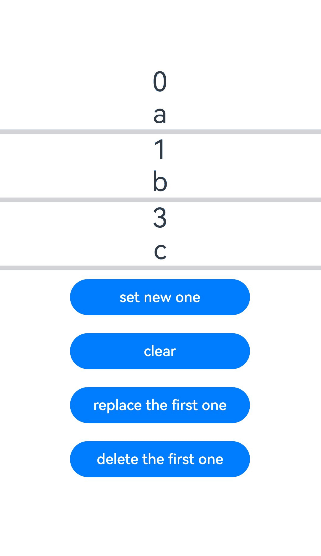 0
a
1
b
3
c
set new one
clear
replace the first one
delete the first one